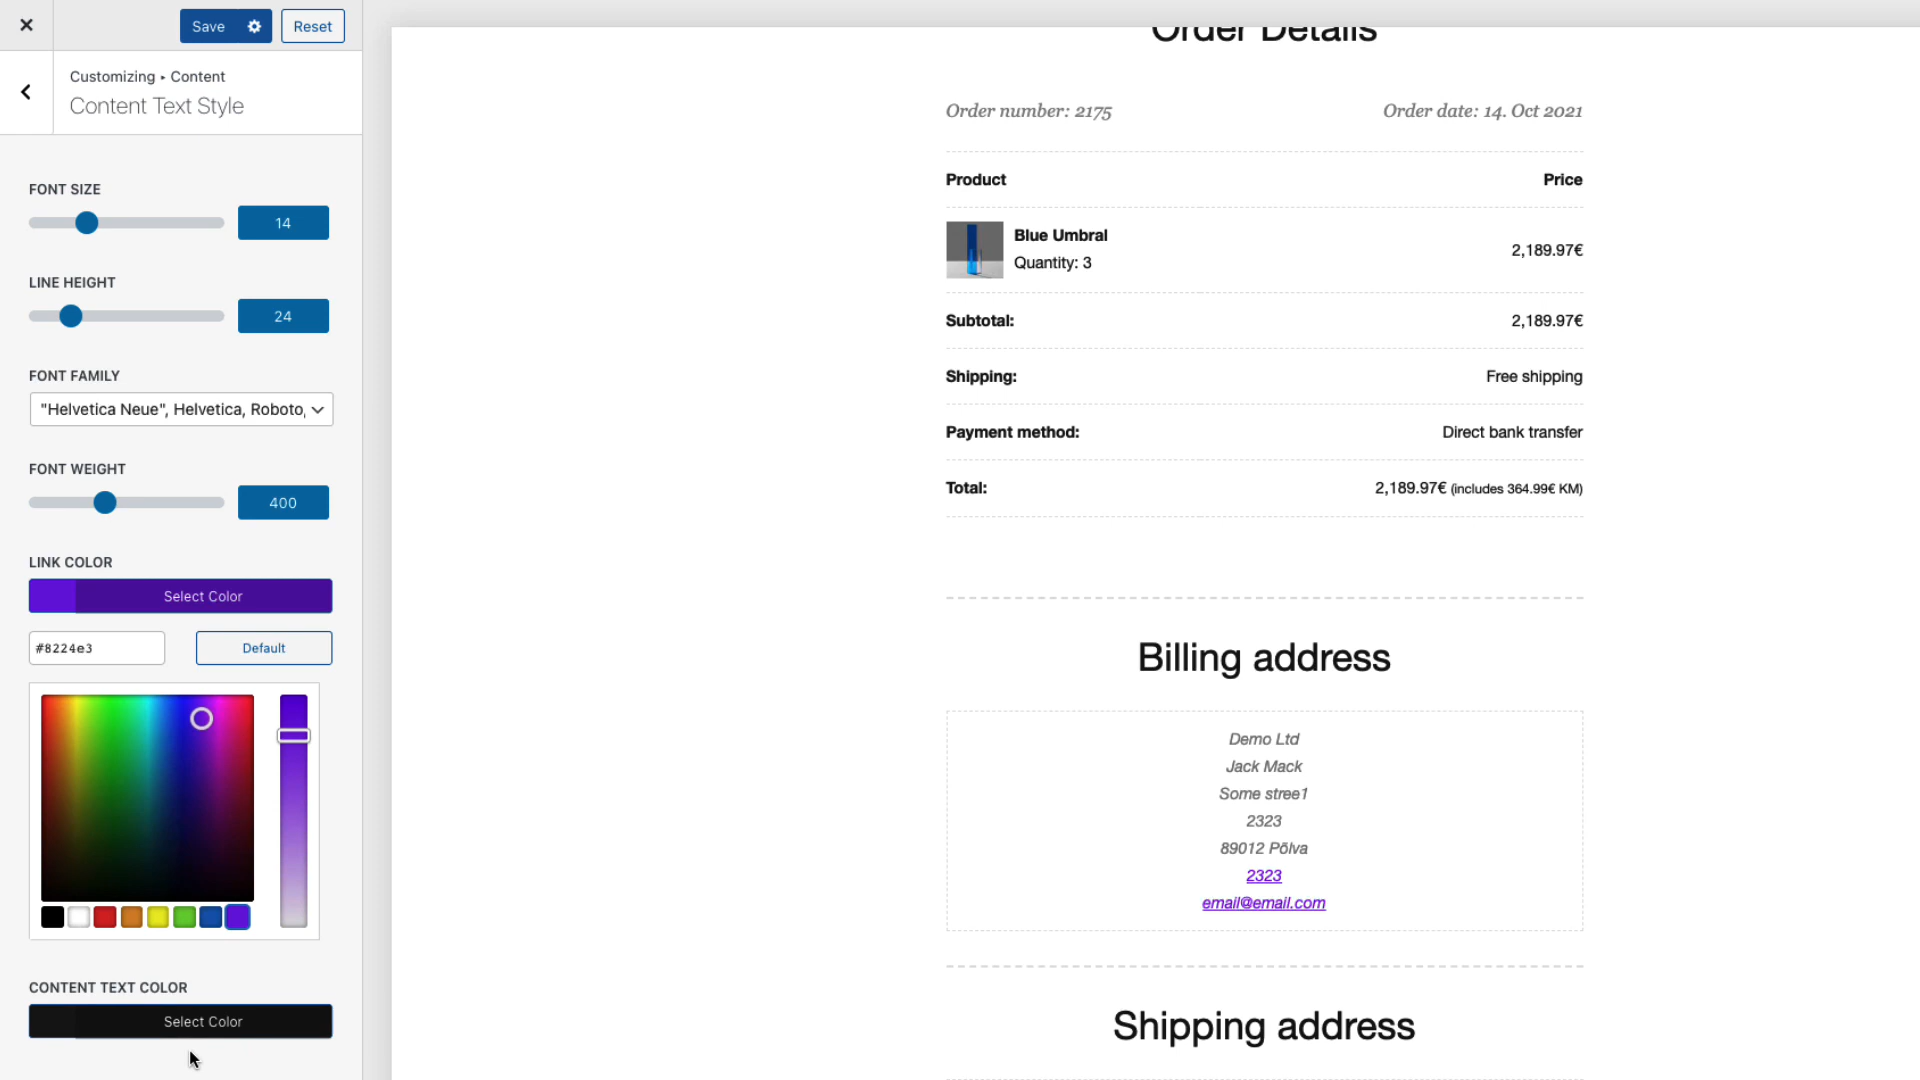 Save
Reset
Customizing ▸ Content
Content Text Style
FONT SIZE
14
LINE HEIGHT
24
FONT FAMILY
"Helvetica Neue", Helvetica, Roboto,
FONT WEIGHT
400
LINK COLOR
Select Color
#8224e3
Default
CONTENT TEXT COLOR
Select Color
Order Details
Order number: 2175
Order date: 14. Oct 2021
Product
Price
Blue Umbral
Quantity: 3
2,189.97€
Subtotal:
2,189.97€
Shipping:
Free shipping
Payment method:
Direct bank transfer
Total:
2,189.97€ (includes 364.99€ KM)
Billing address
Demo Ltd
Jack Mack
Some stree1
2323
89012 Põlva
2323
email@email.com
Shipping address